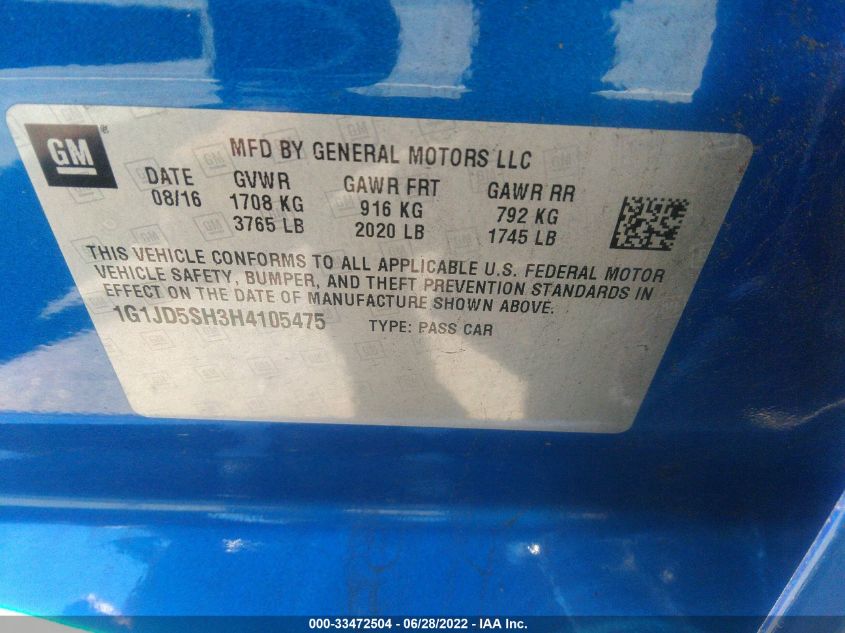 GM ®
MFD BY GENERAL MOTORS LLC
DATE GVWR GAWR FRT GAWR RR
08/16 1708 KG 916 KG 792 KG
3765 LB 2020 LB 1745 LB
THIS VEHICLE CONFORMS TO ALL APPLICABLE U.S. FEDERAL MOTOR
VEHICLE SAFETY, BUMPER, AND THEFT PREVENTION STANDARDS IN
EFFECT ON THE DATE OF MANUFACTURE SHOWN ABOVE.
1G1JD5SH3H4105475 TYPE: PASS CAR
000-33472504 - 06/28/2022 - IAA Inc.